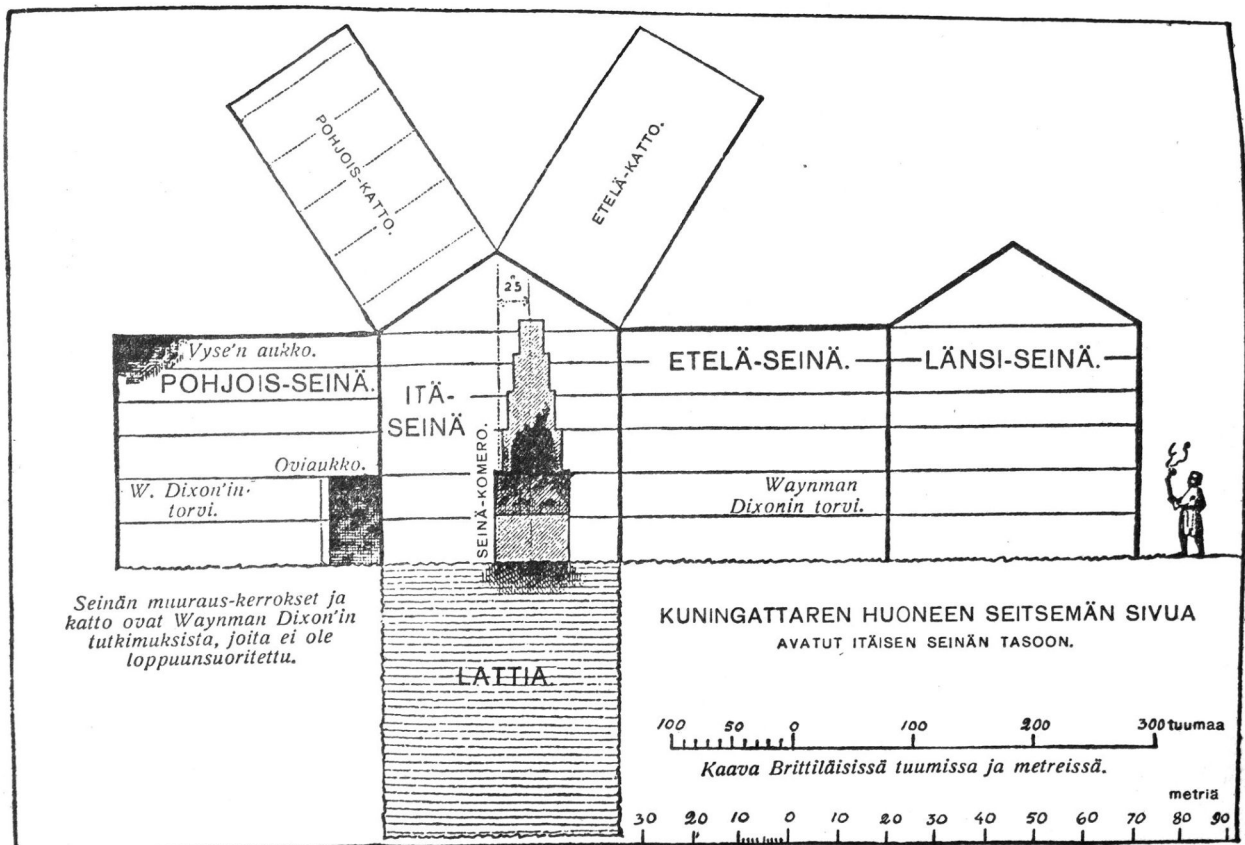 POHJOIS-KATTO.
ETELÄ-KATTO.
25"
Vyse'n aukko.
POHJOIS-SEINÄ.
ITÄ-
SEINÄ
ETELÄ-SEINÄ.
LÄNSI-SEINÄ.
SEINÄ-KOMERO.
Oviaukko.
W. Dixon'in-
torvi.
Waynman
Dixonin torvi.
Seinän muuraus-kerrokset ja
katto ovat Waynman Dixon'in
tutkimuksista, joita ei ole
loppuunsuoritettu.
LATTIA.
KUNINGATTAREN HUONEEN SEITSEMÄN SIVUA
AVATUT ITÄISEN SEINÄN TASOON.
100 50 0 100 200 300 tuumaa
Kaava Brittiläisissä tuumissa ja metreissä.
metriä
30 20 10 0 10 20 30 40 50 60 70 80 90